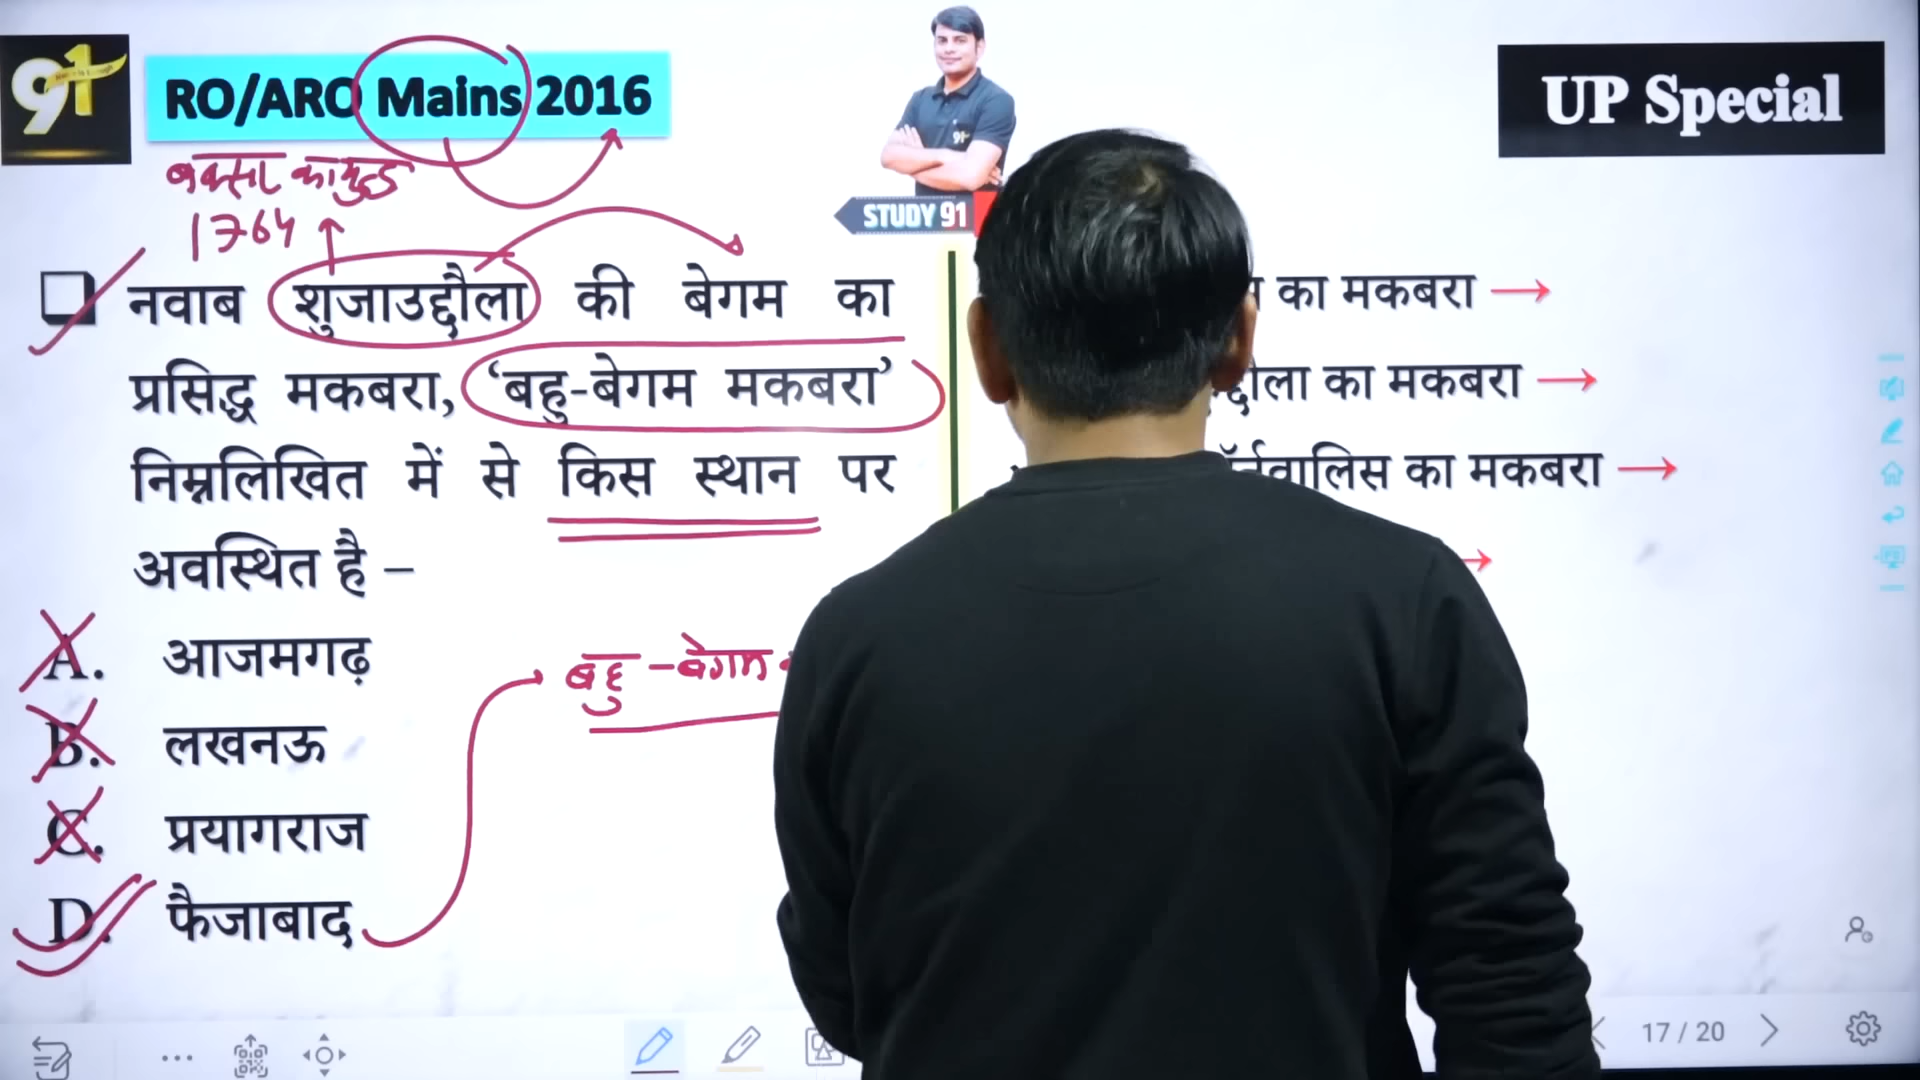 91
RO/ARO Mains 2016
UP Special
बक्सर का युद्ध
1764
STUDY 91
नवाब शुजाउद्दौला की बेगम का
प्रसिद्ध मकबरा, ‘बहु-बेगम मकबरा’
निम्नलिखित में से किस स्थान पर
अवस्थित है –
A. आजमगढ़
B. लखनऊ
C. प्रयागराज
D. फैजाबाद
बहु - बेगम
का मकबरा →
का मकबरा →
का मकबरा →
→
17 / 20